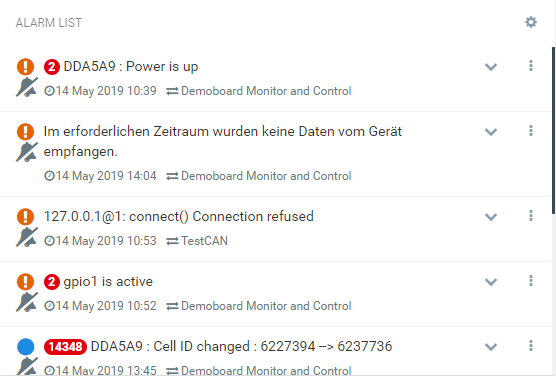 ALARM LIST
2 DDA5A9 : Power is up
14 May 2019 10:39 Demoboard Monitor and Control
Im erforderlichen Zeitraum wurden keine Daten vom Gerät
empfangen.
14 May 2019 14:04 Demoboard Monitor and Control
127.0.0.1@1: connect() Connection refused
14 May 2019 10:53 TestCAN
2 gpio1 is active
14 May 2019 10:52 Demoboard Monitor and Control
14348 DDA5A9 : Cell ID changed : 6227394 --> 6237736
14 May 2019 13:45 Demoboard Monitor and Control